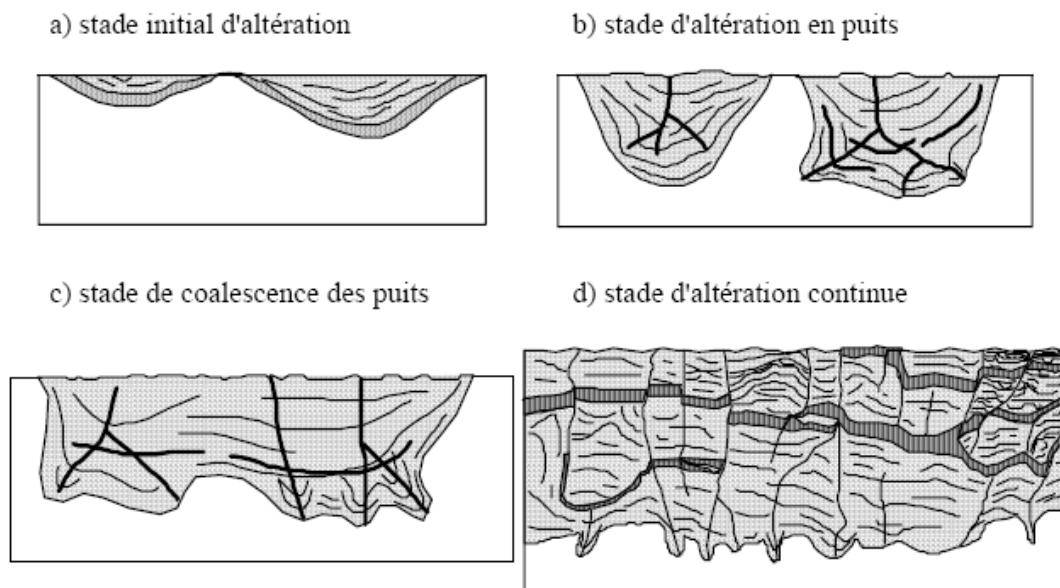 a) stade initial d'altération
b) stade d'altération en puits
c) stade de coalescence des puits
d) stade d'altération continue